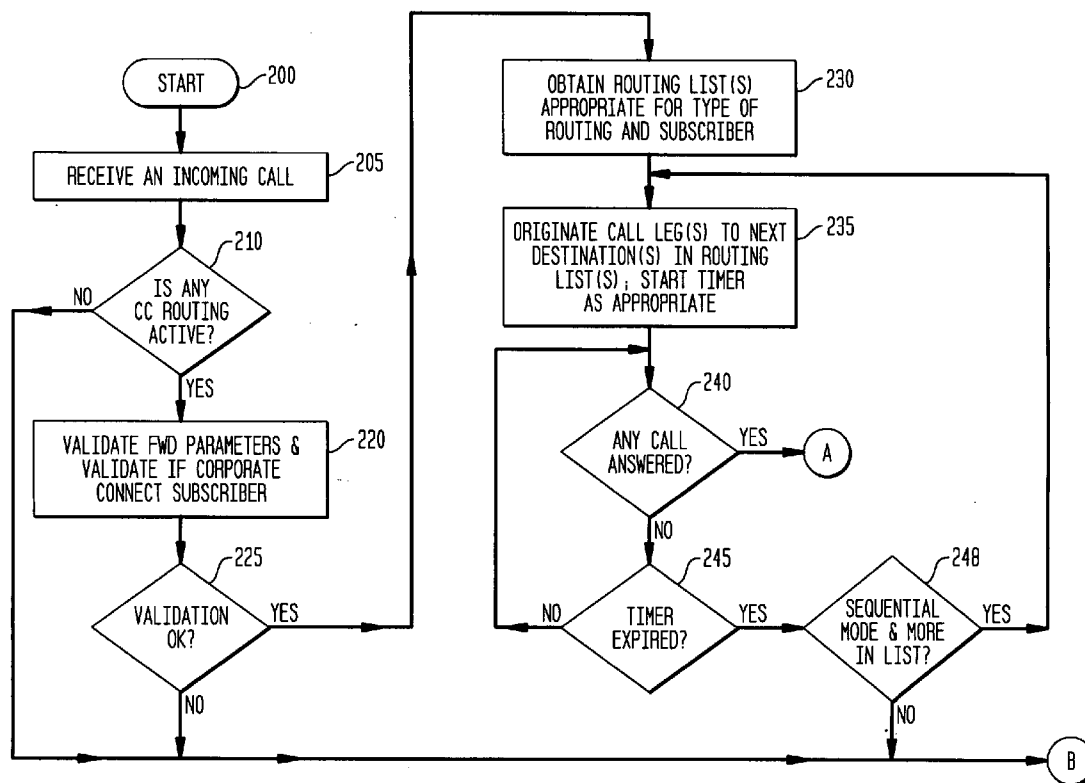 START
200
RECEIVE AN INCOMING CALL
205
210
IS ANY
CC ROUTING
ACTIVE?
NO
YES
VALIDATE FWD PARAMETERS &
VALIDATE IF CORPORATE
CONNECT SUBSCRIBER
220
225
VALIDATION
OK?
YES
NO
OBTAIN ROUTING LIST(S)
APPROPRIATE FOR TYPE OF
ROUTING AND SUBSCRIBER
230
ORIGINATE CALL LEG(S) TO NEXT
DESTINATION(S) IN ROUTING
LIST(S); START TIMER
AS APPROPRIATE
235
240
ANY CALL
ANSWERED?
YES
A
NO
245
TIMER
EXPIRED?
NO
YES
248
SEQUENTIAL
MODE & MORE
IN LIST?
YES
NO
B